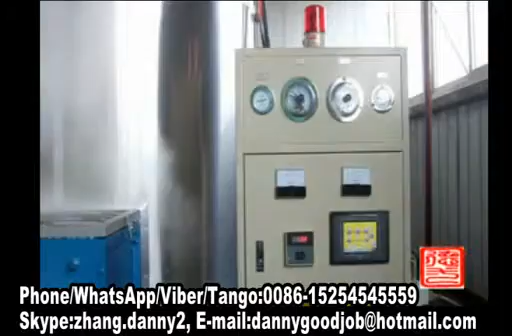 Phone/WhatsApp/Viber/Tango:0086-15254545559
Skype:zhang.danny2, E-mail:dannygoodjob@hotmail.com